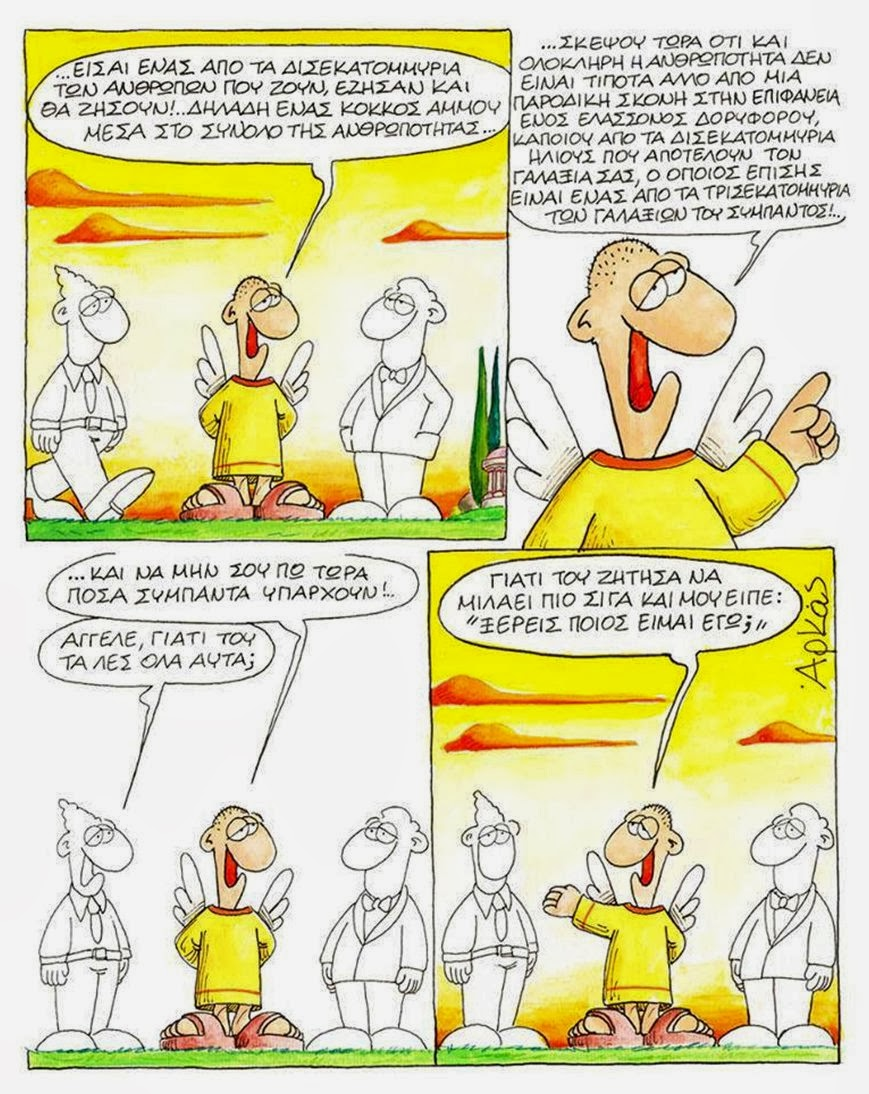 ...ΕΙΣΑΙ ΕΝΑΣ ΑΠΟ ΤΑ ΔΙΣΕΚΑΤΟΜΜΥΡΙΑ
ΤΩΝ ΑΝΘΡΩΠΩΝ ΠΟΥ ΖΟΥΝ, ΕΖΗΣΑΝ ΚΑΙ
ΘΑ ΖΗΣΟΥΝ!..ΔΗΛΑΔΗ ΕΝΑΣ ΚΟΚΚΟΣ ΑΜΜΟΥ
ΜΕΣΑ ΣΤΟ ΣΥΝΟΛΟ ΤΗΣ ΑΝΘΡΩΠΟΤΗΤΑΣ...
...ΣΚΕΨΟΥ ΤΩΡΑ ΟΤΙ ΚΑΙ
ΟΛΟΚΛΗΡΗ Η ΑΝΘΡΩΠΟΤΗΤΑ ΔΕΝ
ΕΙΝΑΙ ΤΙΠΟΤΑ ΑΛΛΟ ΑΠΟ ΜΙΑ
ΠΑΡΟΔΙΚΗ ΣΚΟΝΗ ΣΤΗΝ ΕΠΙΦΑΝΕΙΑ
ΕΝΟΣ ΕΛΑΣΣΟΝΟΣ ΔΟΡΥΦΟΡΟΥ,
ΚΑΠΟΙΟΥ ΑΠΟ ΤΑ ΔΙΣΕΚΑΤΟΜΜΥΡΙΑ
ΗΛΙΟΥΣ ΠΟΥ ΑΠΟΤΕΛΟΥΝ ΤΟΝ
ΓΑΛΑΞΙΑ ΣΑΣ, Ο ΟΠΟΙΟΣ ΕΠΙΣΗΣ
ΕΙΝΑΙ ΕΝΑΣ ΑΠΟ ΤΑ ΤΡΙΣΕΚΑΤΟΜΜΥΡΙΑ
ΤΩΝ ΓΑΛΑΞΙΩΝ ΤΟΥ ΣΥΜΠΑΝΤΟΣ!..
...ΚΑΙ ΝΑ ΜΗΝ ΣΟΥ ΠΩ ΤΩΡΑ
ΠΟΣΑ ΣΥΜΠΑΝΤΑ ΥΠΑΡΧΟΥΝ!..
ΑΓΓΕΛΕ, ΓΙΑΤΙ ΤΟΥ
ΤΑ ΛΕΣ ΟΛΑ ΑΥΤΑ;
ΓΙΑΤΙ ΤΟΥ ΖΗΤΗΣΑ ΝΑ
ΜΙΛΑΕΙ ΠΙΟ ΣΙΓΑ ΚΑΙ ΜΟΥ ΕΙΠΕ:
"ΞΕΡΕΙΣ ΠΟΙΟΣ ΕΙΜΑΙ ΕΓΩ;"
Αρκάς